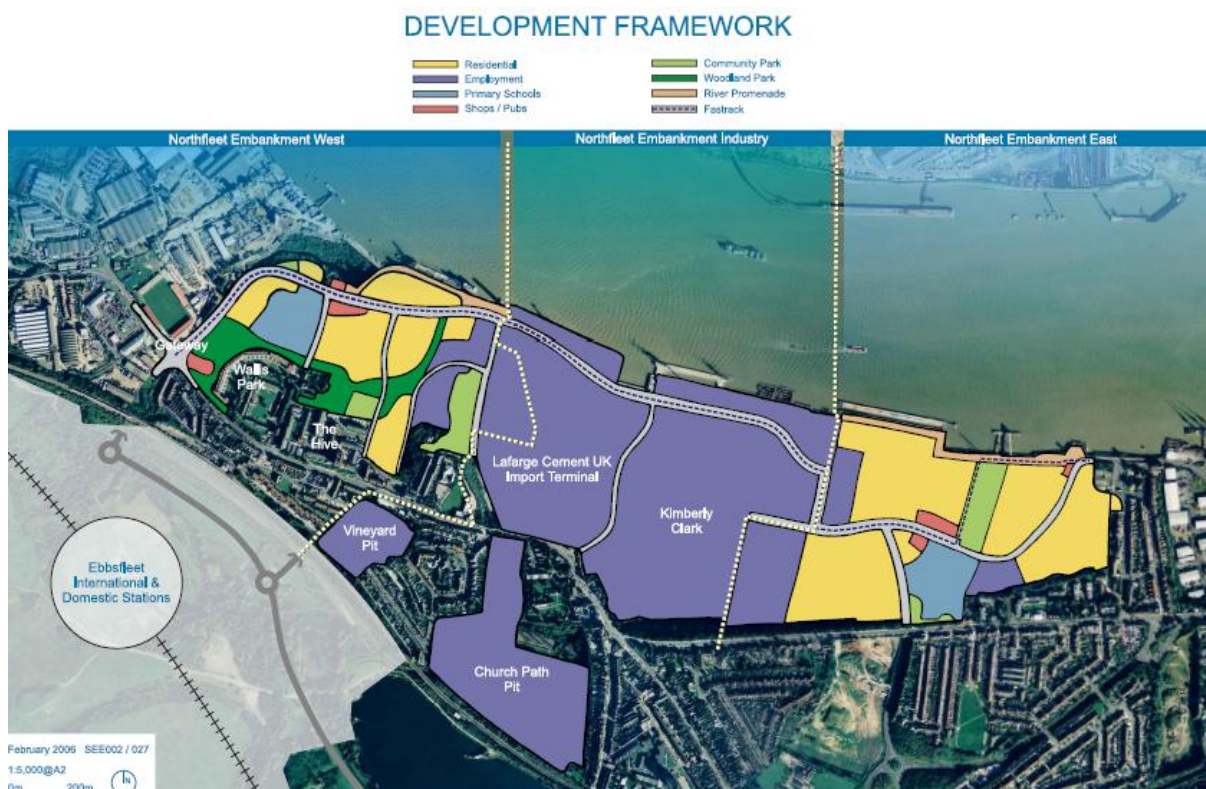 DEVELOPMENT FRAMEWORK
Residential
Employment
Primary Schools
Shops / Pubs
Community Park
Woodland Park
River Promenade
Fastrack
Northfleet Embankment West
Northfleet Embankment Industry
Northfleet Embankment East
Gateway
Wallis
Park
The
Hive
Lafarge Cement UK
Import Terminal
Kimberly
Clark
Vineyard
Pit
Ebbsfleet
International &
Domestic Stations
Church Path
Pit
February 2006 SEE002 / 027
1:5,000@A2
0m 200m
N